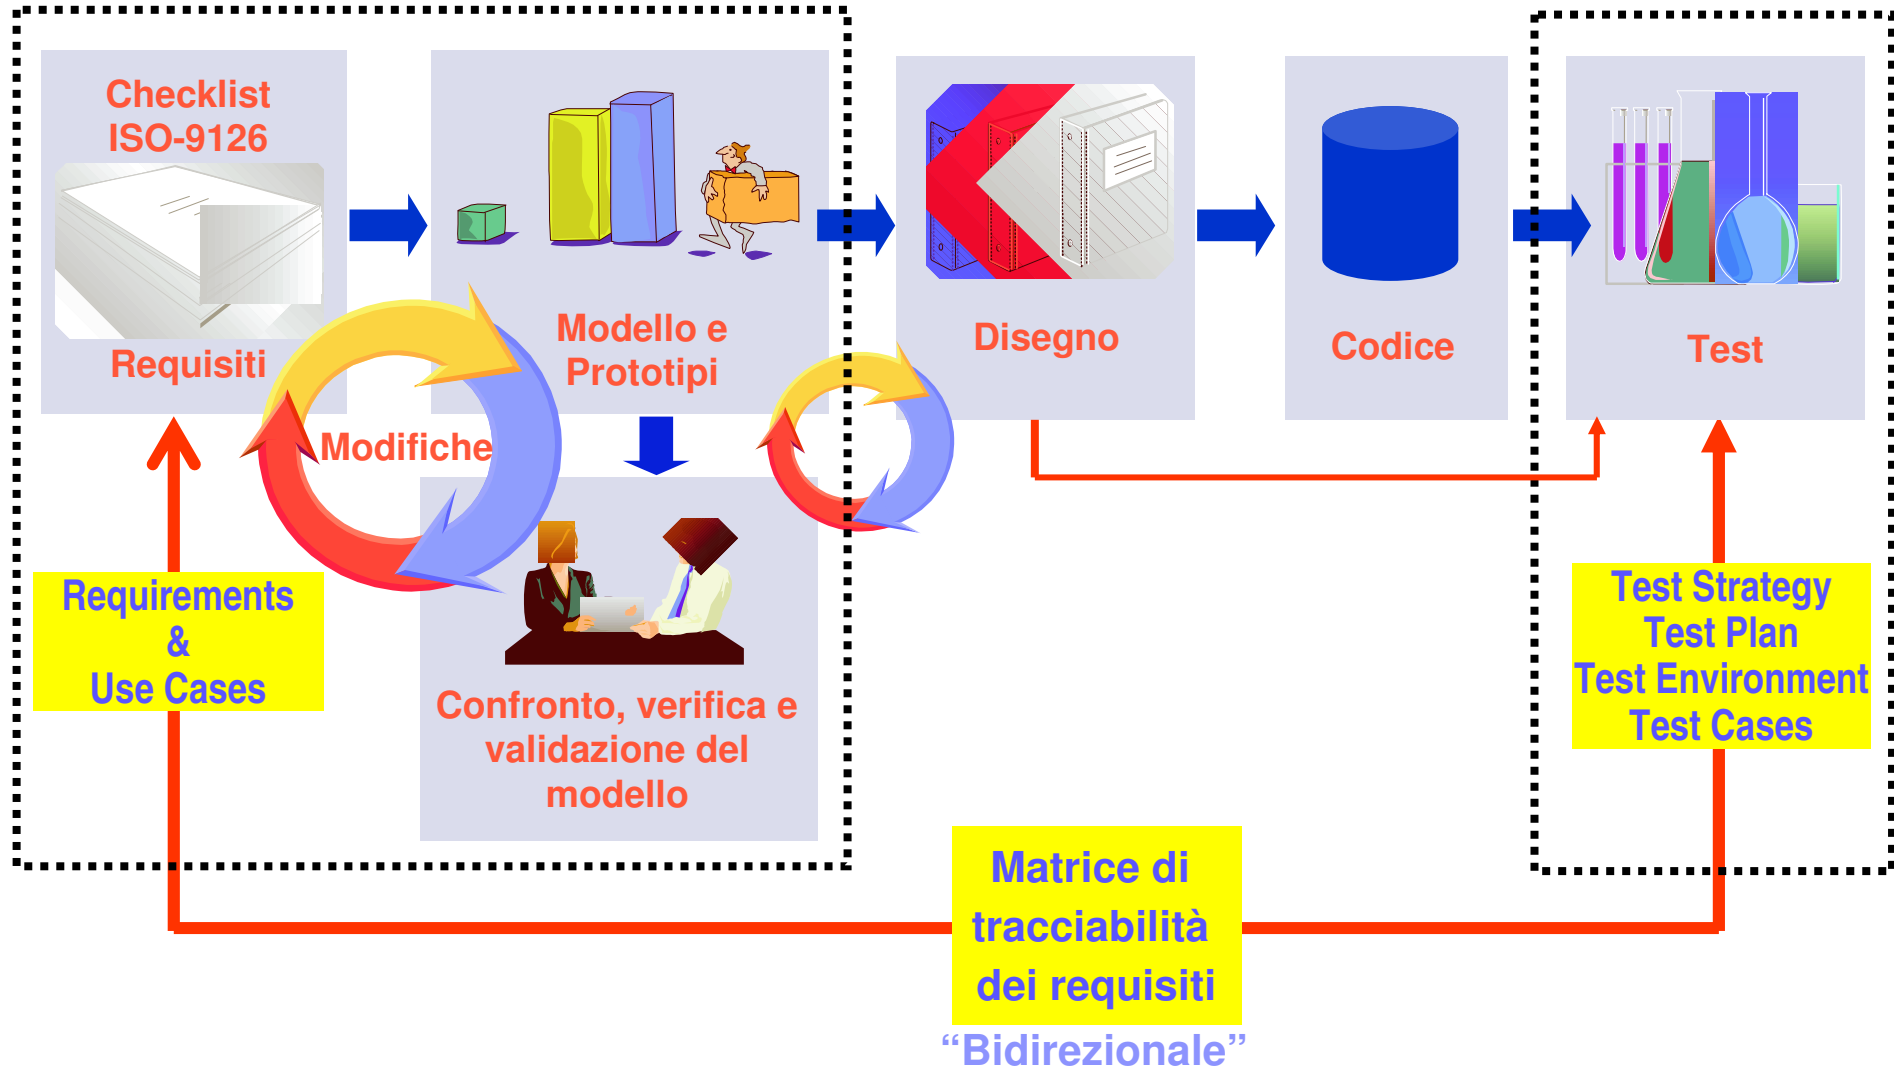 Checklist
ISO-9126
Requisiti
Modello e
Prototipi
Disegno
Codice
Test
Modifiche
Confronto, verifica e
validazione del
modello
Requirements
&
Use Cases
Test Strategy
Test Plan
Test Environment
Test Cases
Matrice di
tracciabilità
dei requisiti
“Bidirezionale”